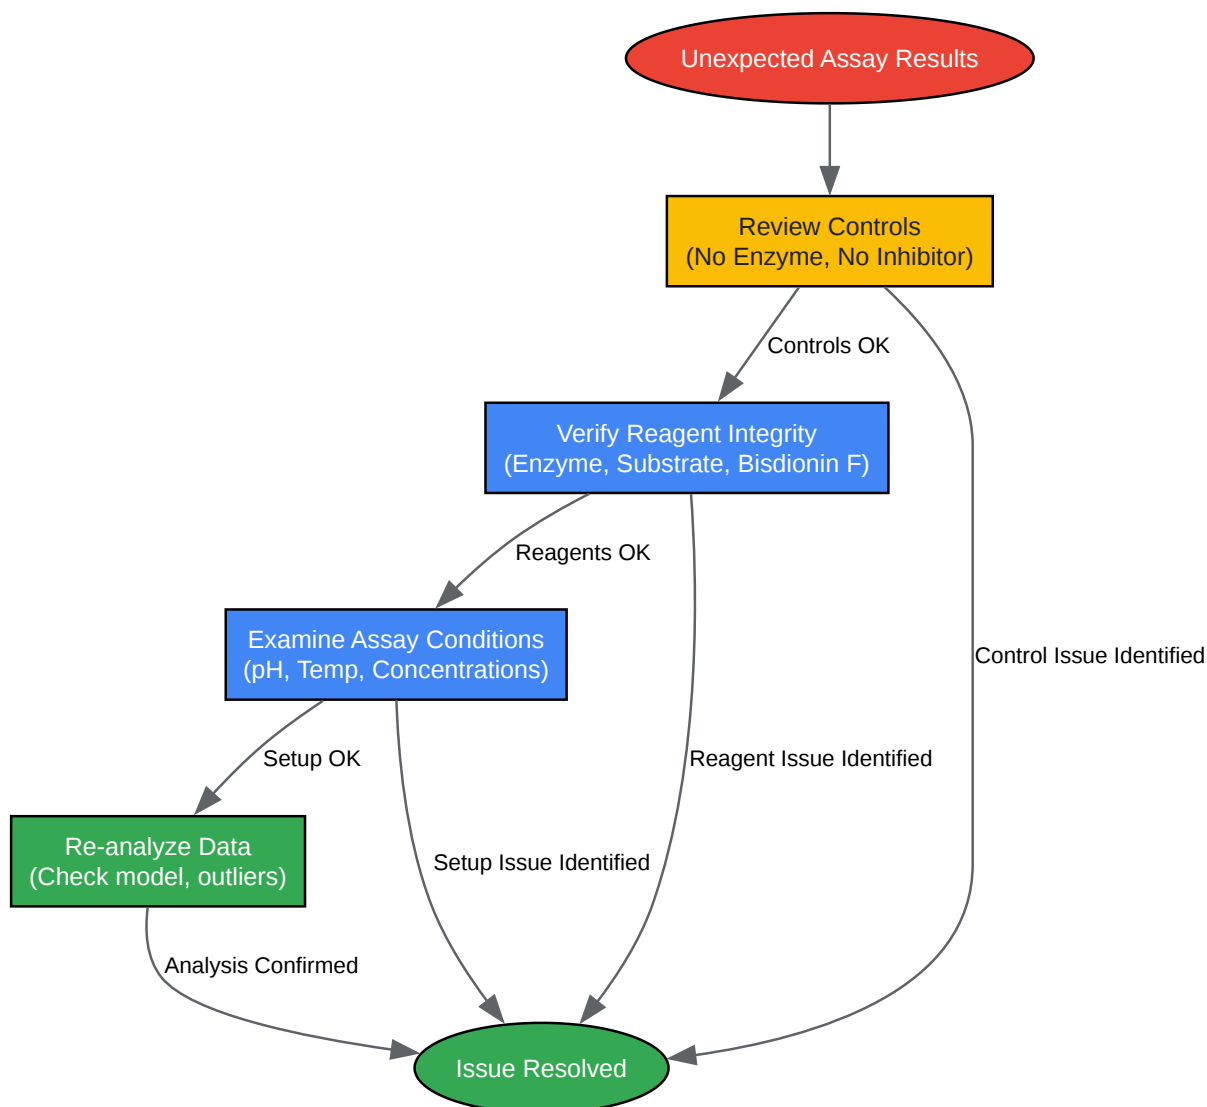 Unexpected Assay Results
Review Controls
(No Enzyme, No Inhibitor)
Controls OK
Verify Reagent Integrity
(Enzyme, Substrate, Bisdionin F)
Reagents OK
Examine Assay Conditions
(pH, Temp, Concentrations)
Control Issue Identified
Setup OK
Reagent Issue Identified
Re-analyze Data
(Check model, outliers)
Setup Issue Identified
Analysis Confirmed
Issue Resolved